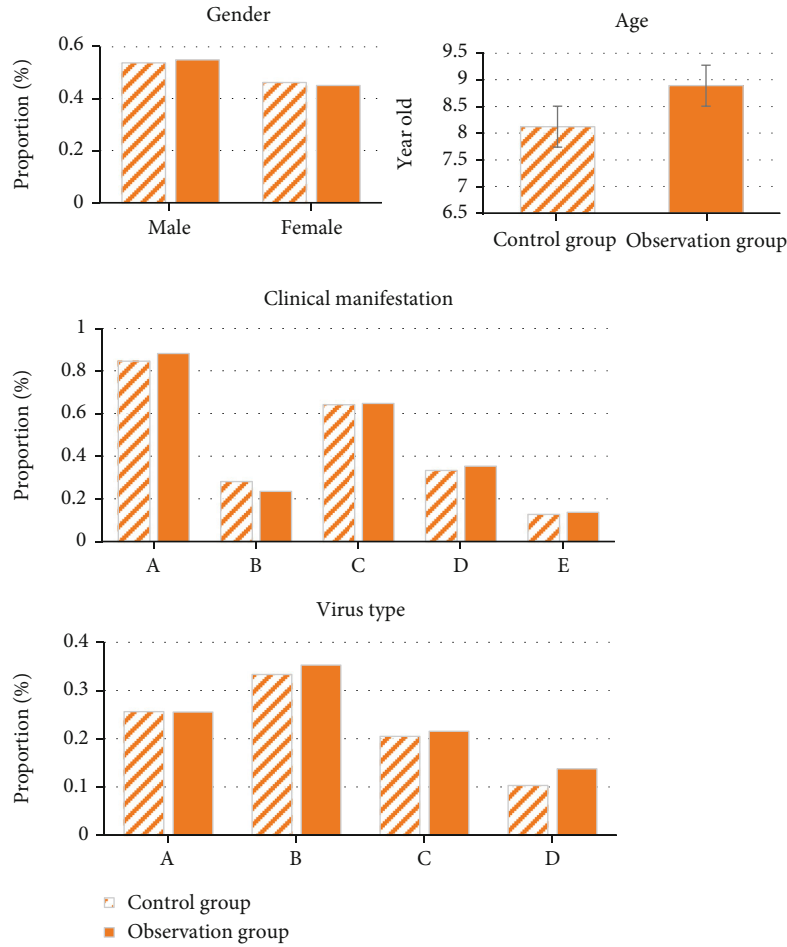 Gender
Proportion (%)
0.6
0.4
0.2
0
Male Female
Age
Year old
9.5
9
8.5
8
7.5
7
6.5
Control group Observation group
Clinical manifestation
Proportion (%)
1
0.8
0.6
0.4
0.2
0
A B C D E
Virus type
Proportion (%)
0.4
0.3
0.2
0.1
0
A B C D
Control group
Observation group